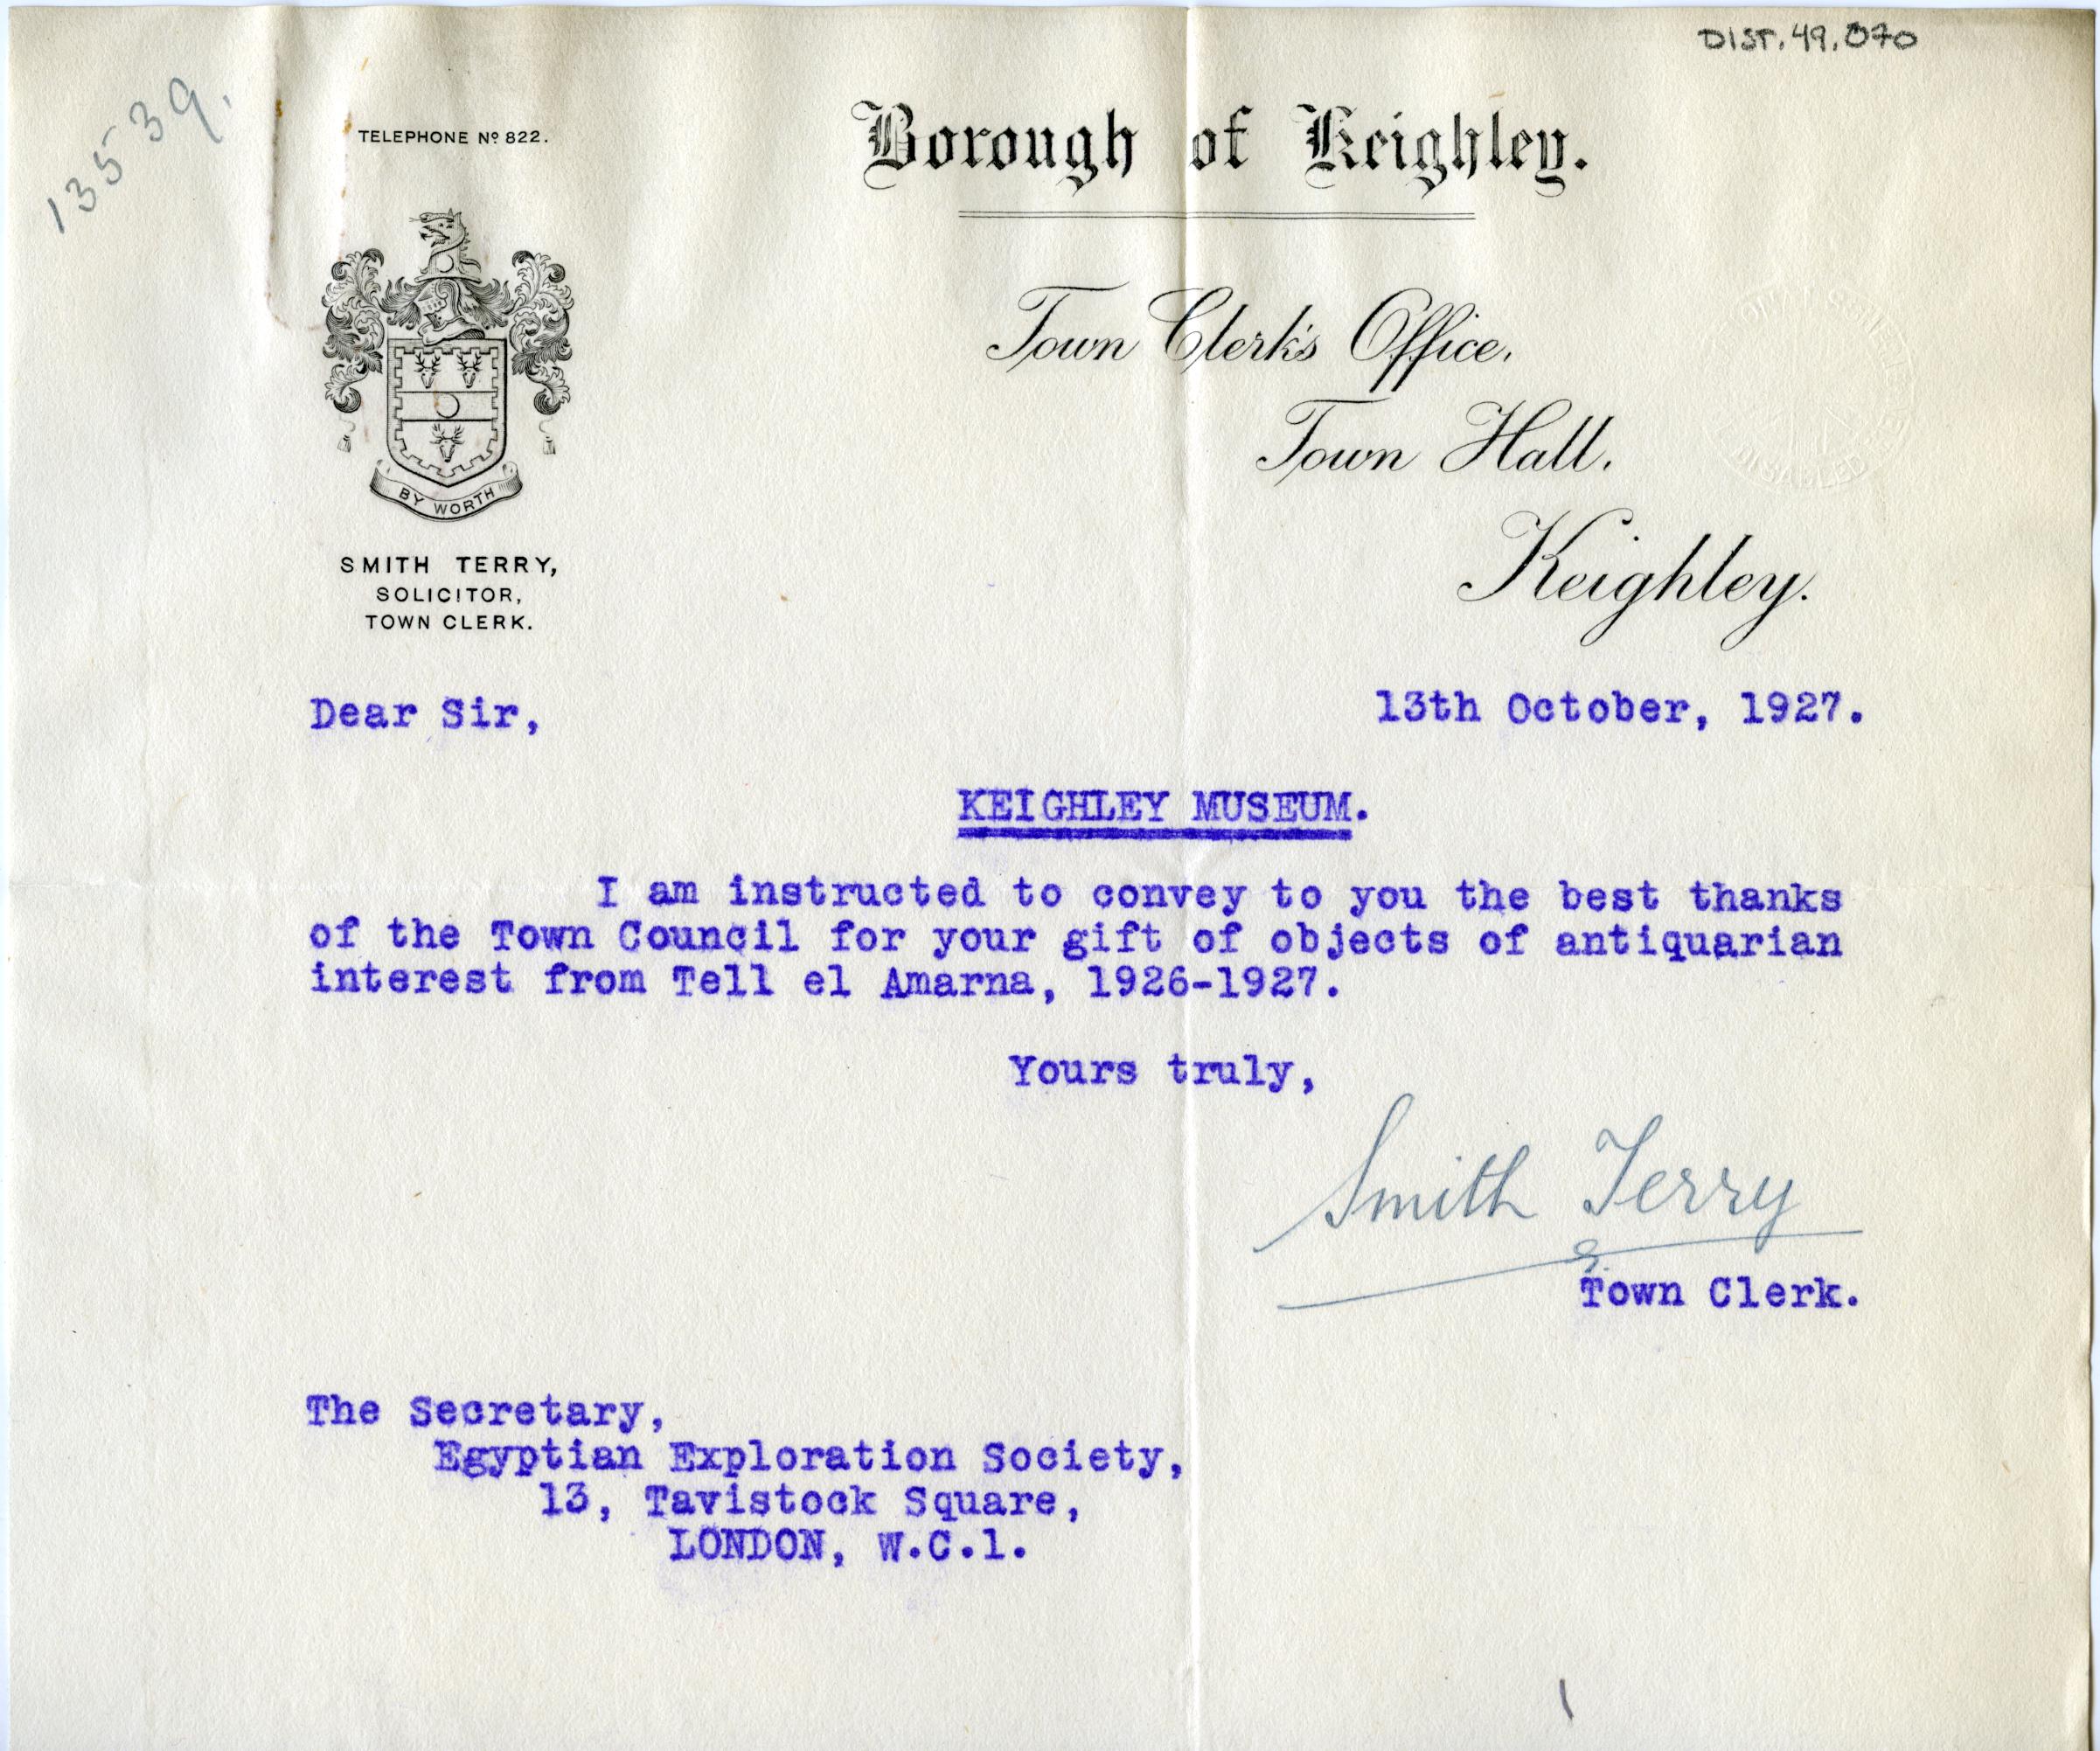 DIST.49.070
13539.
TELEPHONE Nº 822.
Borough of Keighley.
Town Clerk's Office,
Town Hall,
Keighley.
BY WORTH
SMITH TERRY,
SOLICITOR,
TOWN CLERK.
Dear Sir,
13th October, 1927.
KEIGHLEY MUSEUM.
I am instructed to convey to you the best thanks
of the Town Council for your gift of objects of antiquarian
interest from Tell el Amarna, 1926-1927.
Yours truly,
Smith Terry
Town Clerk.
The Secretary,
Egyptian Exploration Society,
13, Tavistock Square,
LONDON, W.C.1.